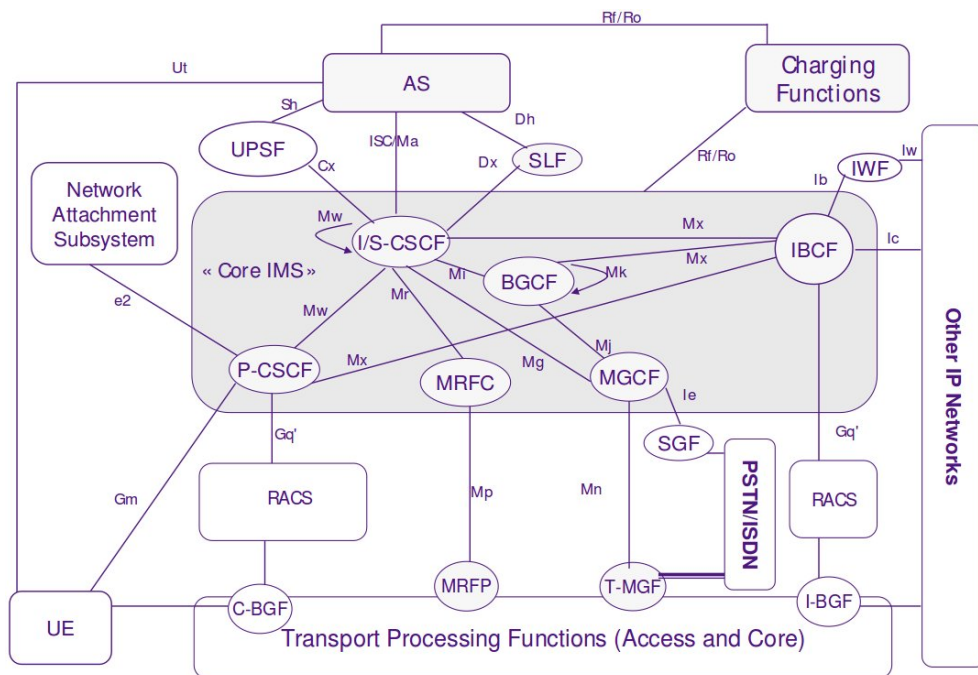 Rf/Ro
Ut
AS
Charging
Functions
Sh
ISC/Ma
Dh
UPSF
SLF
Cx
Dx
Rf/Ro
Iw
IWF
Ib
Network
Attachment
Subsystem
Mw
I/S-CSCF
Mx
IBCF
Ic
« Core IMS »
Mi
BGCF
Mk
Mx
e2
Mw
Mr
Mx
Mg
Mj
P-CSCF
MRFC
MGCF
Ie
Other IP Networks
Gq'
SGF
Gq'
Gm
RACS
Mp
Mn
PSTN/ISDN
RACS
UE
C-BGF
MRFP
T-MGF
I-BGF
Transport Processing Functions (Access and Core)